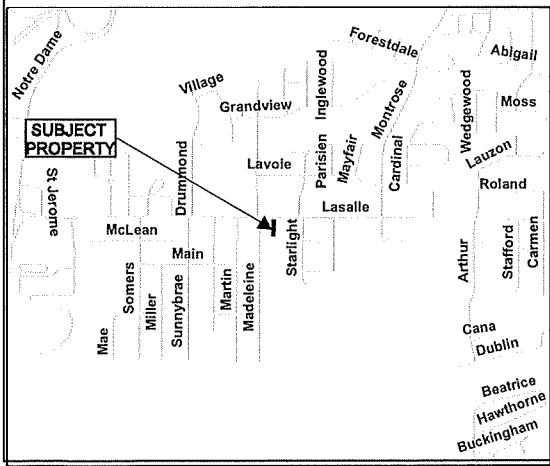 Notre Dame
Forestdale
Abigail
Village
Grandview
Inglewood
Montrose
Wedgewood
Moss
SUBJECT
PROPERTY
St Jerome
Drummond
Lavoie
Parisien
Mayfair
Cardinal
Lauzon
Roland
Lasalle
McLean
Main
Starlight
Arthur
Stafford
Carmen
Somers
Miller
Sunnybrae
Martin
Madeleine
Mae
Cana
Dublin
Beatrice
Hawthorne
Buckingham